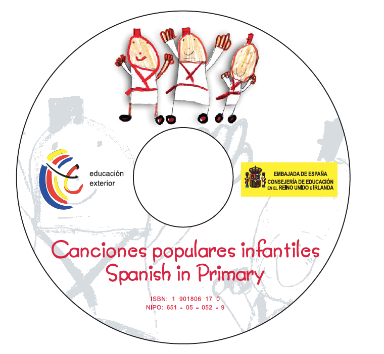 educación
exterior
EMBAJADA DE ESPAÑA
CONSEJERÍA DE EDUCACIÓN
EN EL REINO UNIDO E IRLANDA
Canciones populares infantiles
Spanish in Primary
ISBN: 1 901806 17 0
NIPO: 651 - 05 - 052 - 9